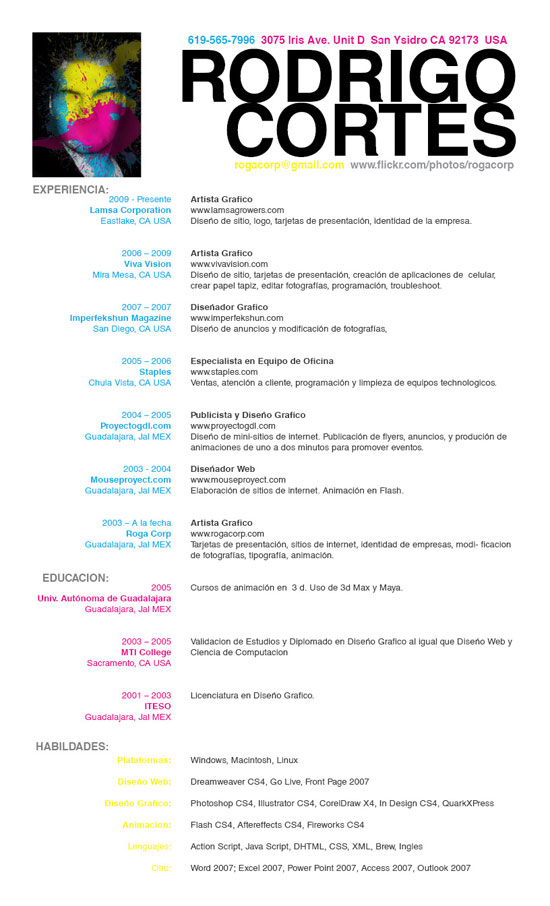 619-565-7996 3075 Iris Ave. Unit D San Ysidro CA 92173 USA
RODRIGO
CORTES
rogacorp@gmail.com www.flickr.com/photos/rogacorp
EXPERIENCIA:
2009 - Presente Artista Grafico
Lamsa Corporation www.lamsagrowers.com
Eastlake, CA USA Diseño de sitio, logo, tarjetas de presentación, identidad de la empresa.
2006 – 2009 Artista Grafico
Viva Vision www.vivavision.com
Mira Mesa, CA USA Diseño de sitio, tarjetas de presentación, creación de aplicaciones de celular,
crear papel tapiz, editar fotografías, programación, troubleshoot.
2007 – 2007 Diseñador Grafico
Imperfekshun Magazine www.imperfekshun.com
San Diego, CA USA Diseño de anuncios y modificación de fotografías,
2005 – 2006 Especialista en Equipo de Oficina
Staples www.staples.com
Chula Vista, CA USA Ventas, atención a cliente, programación y limpieza de equipos technologicos.
2004 – 2005 Publicista y Diseño Grafico
Proyectogdl.com www.proyectogdl.com
Guadalajara, Jal MEX Diseño de mini-sitios de internet. Publicación de flyers, anuncios, y produción de
animaciones de uno a dos minutos para promover eventos.
2003 - 2004 Diseñador Web
Mouseproyect.com www.mouseproyect.com
Guadalajara, Jal MEX Elaboración de sitios de internet. Animación en Flash.
2003 – A la fecha Artista Grafico
Roga Corp www.rogacorp.com
Guadalajara, Jal MEX Tarjetas de presentación, sitios de internet, identidad de empresas, modi- ficacion
de fotografías, tipografía, animación.
EDUCACION:
2005 Cursos de animación en 3 d. Uso de 3d Max y Maya.
Univ. Autónoma de Guadalajara
Guadalajara, Jal MEX
2003 – 2005 Validacion de Estudios y Diplomado en Diseño Grafico al igual que Diseño Web y
MTI College Ciencia de Computacion
Sacramento, CA USA
2001 – 2003 Licenciatura en Diseño Grafico.
ITESO
Guadalajara, Jal MEX
HABILDADES:
Plataformas: Windows, Macintosh, Linux
Diseño Web: Dreamweaver CS4, Go Live, Front Page 2007
Diseño Grafico: Photoshop CS4, Illustrator CS4, CorelDraw X4, In Design CS4, QuarkXPress
Animacion: Flash CS4, Aftereffects CS4, Fireworks CS4
Lenguajes: Action Script, Java Script, DHTML, CSS, XML, Brew, Ingles
Word 2007; Excel 2007, Power Point 2007, Access 2007, Outlook 2007